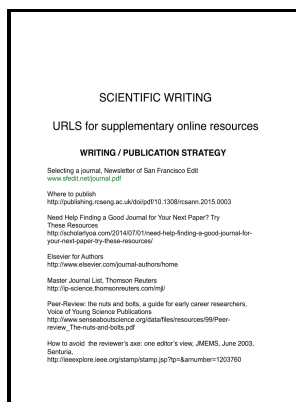 SCIENTIFIC WRITING
URLS for supplementary online resources
WRITING / PUBLICATION STRATEGY
Selecting a journal, Newsletter of San Francisco Edit
www.sfedit.net/journal.pdf
Where to publish
http://publishing.rcseng.ac.uk/doi/pdf/10.1308/rcsann.2015.0003
Need Help Finding a Good Journal for Your Next Paper? Try
These Resources
http://scholarlyoa.com/2014/07/01/need-help-finding-a-good-journal-for-
your-next-paper-try-these-resources/
Elsevier for Authors
http://www.elsevier.com/journal-authors/home
Master Journal List, Thomson Reuters
http://ip-science.thomsonreuters.com/mjl/
Peer-Review: the nuts and bolts, a guide for early career researchers,
Voice of Young Science Publications
http://www.senseaboutscience.org/data/files/resources/99/Peer-
review_The-nuts-and-bolts.pdf
How to avoid the reviewer's axe: one editor's view, JMEMS, June 2003,
Senturia,
http://ieeexplore.ieee.org/stamp/stamp.jsp?tp=&arnumber=1203760